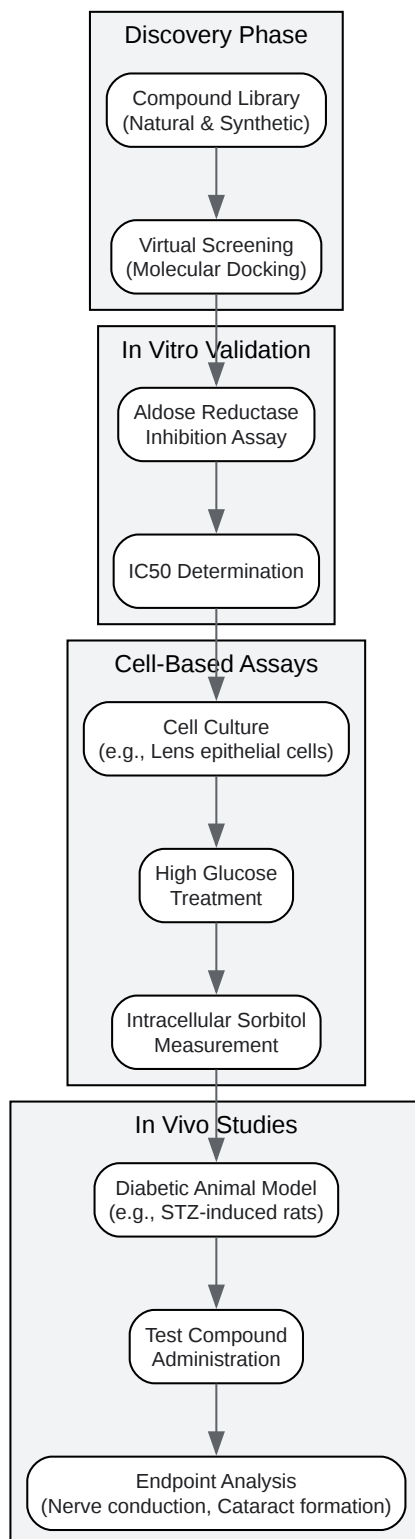 Discovery Phase
Compound Library
(Natural & Synthetic)
Virtual Screening
(Molecular Docking)
In Vitro Validation
Aldose Reductase
Inhibition Assay
IC50 Determination
Cell-Based Assays
Cell Culture
(e.g., Lens epithelial cells)
High Glucose
Treatment
Intracellular Sorbitol
Measurement
In Vivo Studies
Diabetic Animal Model
(e.g., STZ-induced rats)
Test Compound
Administration
Endpoint Analysis
(Nerve conduction, Cataract formation)